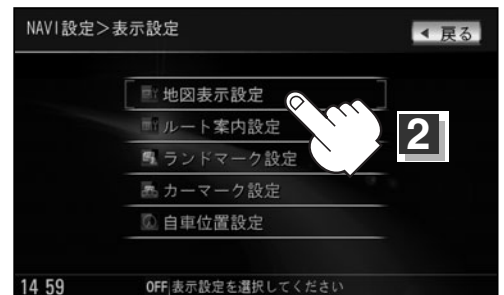 NAVI設定＞表示設定
◀ 戻る
地図表示設定
ルート案内設定
2
ランドマーク設定
カーマーク設定
自車位置設定
14 59 OFF 表示設定を選択してください